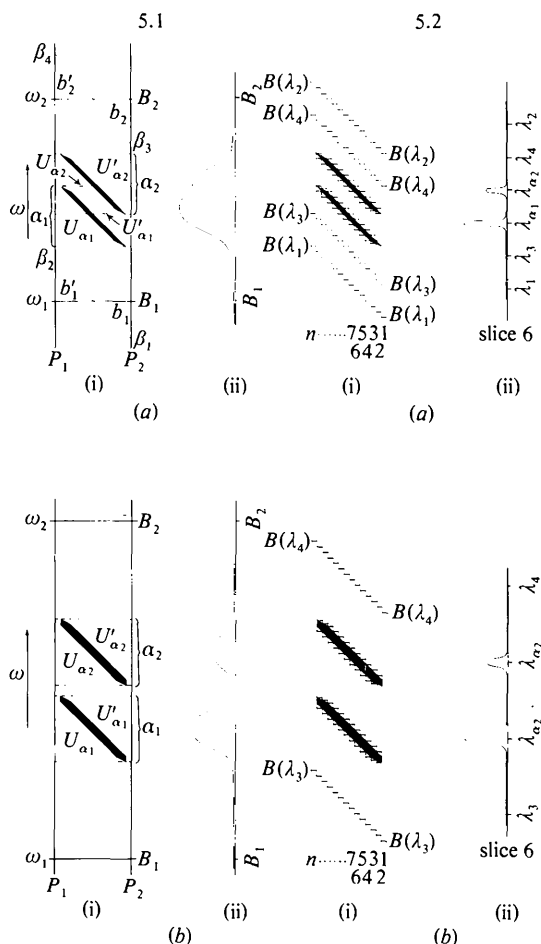 5.1
5.2
β4
b′2
ω2
b2
B2
β3
Uα2
U′α2
α2
ω
α1
Uα1
U′α1
β2
b′1
ω1
b1
B1
β1
P1
P2
(i)
B2
B1
(ii)
(a)
B(λ2)
B(λ4)
B(λ2)
B(λ4)
B(λ3)
B(λ1)
B(λ3)
B(λ1)
n······7531
642
(i)
λ2
λ4
λα2
λα1
λ3
λ1
slice 6
(ii)
(a)
ω2
B2
U′α2
Uα2
α2
ω
U′α1
Uα1
α1
ω1
B1
P1
P2
(i)
B2
B1
(ii)
(b)
B(λ4)
B(λ4)
B(λ3)
B(λ3)
n······7531
642
(i)
λ4
λα2
λα2
λ3
slice 6
(ii)
(b)